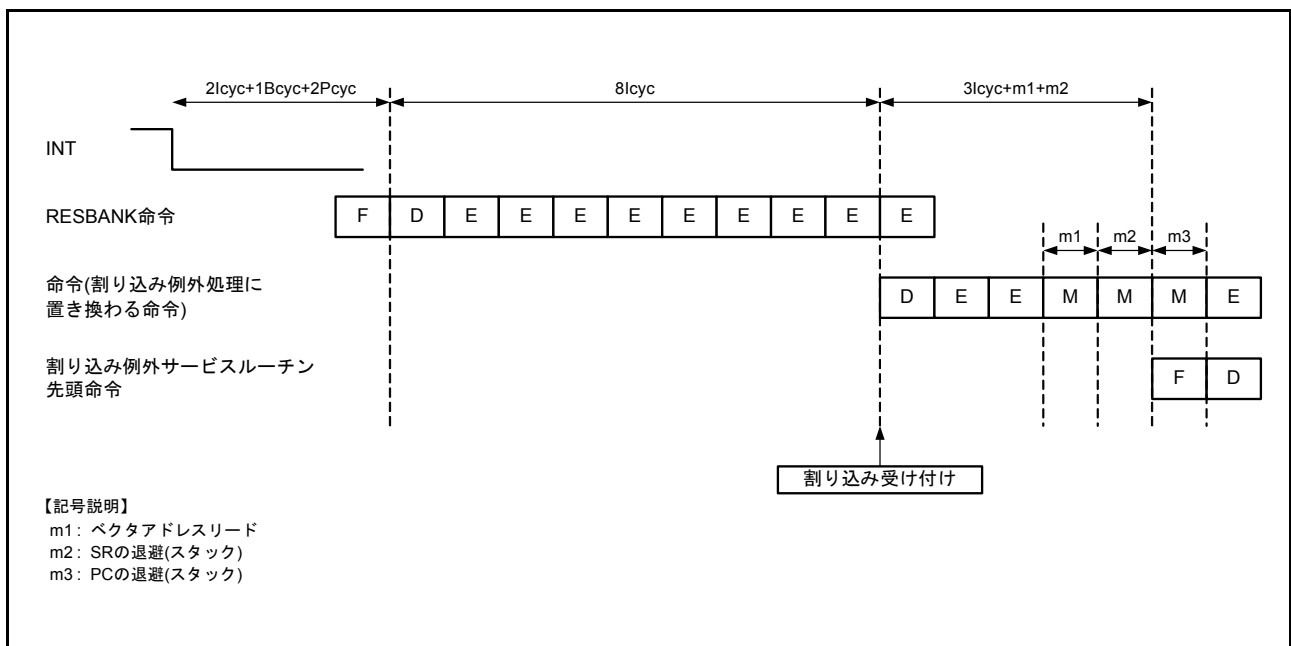 2Icyc+1Bcyc+2Pcyc 8Icyc 3Icyc+m1+m2
INT
RESBANK命令 F D E E E E E E E E E
m1 m2 m3
命令(割り込み例外処理に
置き換わる命令) D E E M M M E
割り込み例外サービスルーチン
先頭命令 F D
割り込み受け付け
【記号説明】
m1 : ベクタアドレスリード
m2 : SRの退避(スタック)
m3 : PCの退避(スタック)